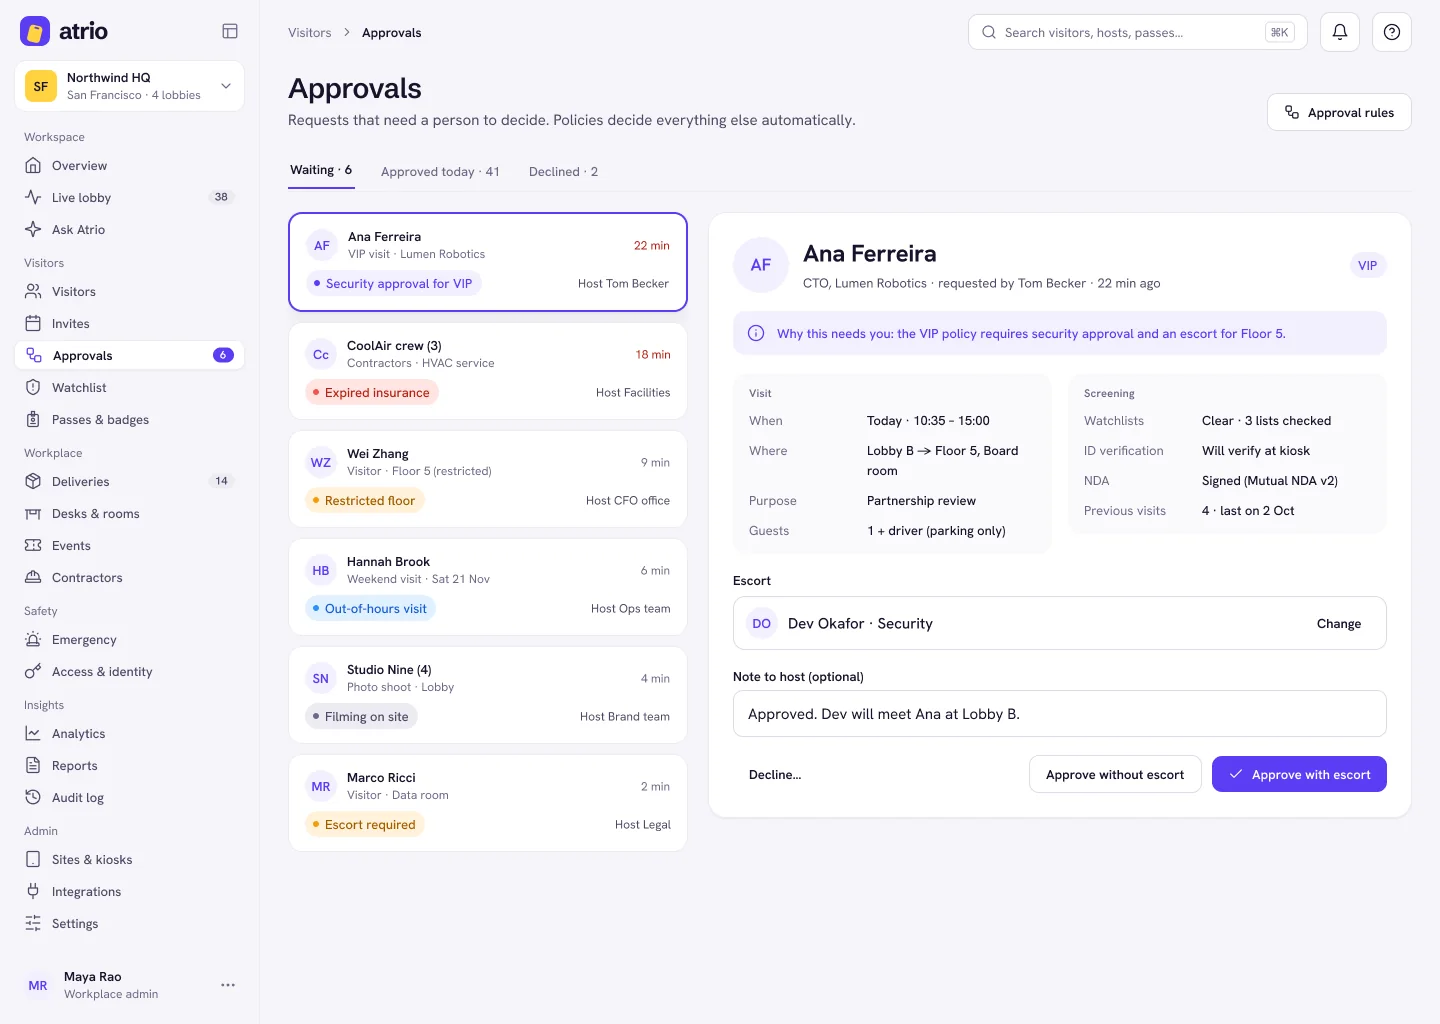 atrio
SF
Northwind HQ
San Francisco · 4 lobbies
Workspace
Overview
Live lobby
38
Ask Atrio
Visitors
Visitors
Invites
Approvals
6
Watchlist
Passes & badges
Workplace
Deliveries
14
Desks & rooms
Events
Contractors
Safety
Emergency
Access & identity
Insights
Analytics
Reports
Audit log
Admin
Sites & kiosks
Integrations
Settings
MR
Maya Rao
Workplace admin
Visitors
Approvals
Search visitors, hosts, passes...
⌘K
Approvals
Requests that need a person to decide. Policies decide everything else automatically.
Approval rules
Waiting · 6
Approved today · 41
Declined · 2
AF
Ana Ferreira
VIP visit · Lumen Robotics
22 min
Security approval for VIP
Host Tom Becker
Cc
CoolAir crew (3)
Contractors · HVAC service
18 min
Expired insurance
Host Facilities
WZ
Wei Zhang
Visitor · Floor 5 (restricted)
9 min
Restricted floor
Host CFO office
HB
Hannah Brook
Weekend visit · Sat 21 Nov
6 min
Out-of-hours visit
Host Ops team
SN
Studio Nine (4)
Photo shoot · Lobby
4 min
Filming on site
Host Brand team
MR
Marco Ricci
Visitor · Data room
2 min
Escort required
Host Legal
AF
Ana Ferreira
CTO, Lumen Robotics · requested by Tom Becker · 22 min ago
VIP
Why this needs you: the VIP policy requires security approval and an escort for Floor 5.
Visit
When
Today · 10:35 – 15:00
Where
Lobby B → Floor 5, Board
room
Purpose
Partnership review
Guests
1 + driver (parking only)
Screening
Watchlists
Clear · 3 lists checked
ID verification
Will verify at kiosk
NDA
Signed (Mutual NDA v2)
Previous visits
4 · last on 2 Oct
Escort
DO
Dev Okafor · Security
Change
Note to host (optional)
Approved. Dev will meet Ana at Lobby B.
Decline...
Approve without escort
Approve with escort